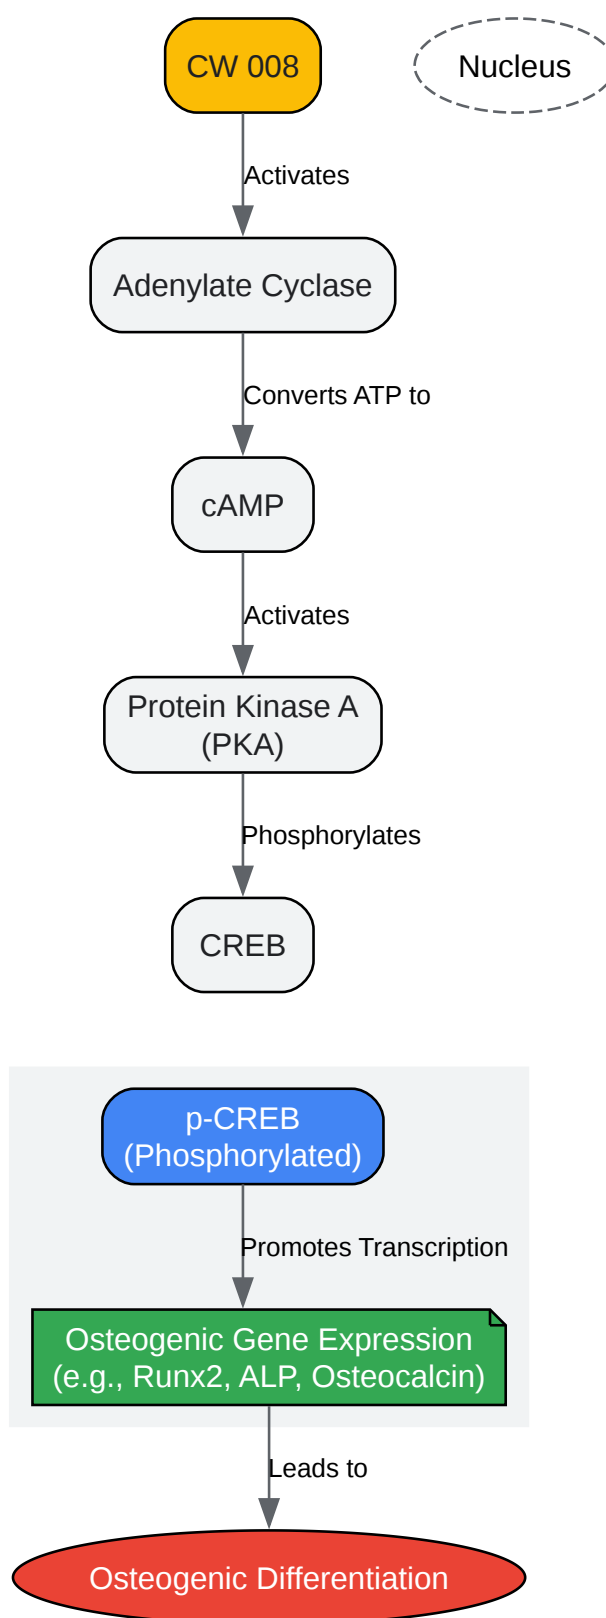 CW 008
Nucleus
Activates
Adenylate Cyclase
Converts ATP to
cAMP
Activates
Protein Kinase A
(PKA)
Phosphorylates
CREB
p-CREB
(Phosphorylated)
Promotes Transcription
Osteogenic Gene Expression
(e.g., Runx2, ALP, Osteocalcin)
Leads to
Osteogenic Differentiation